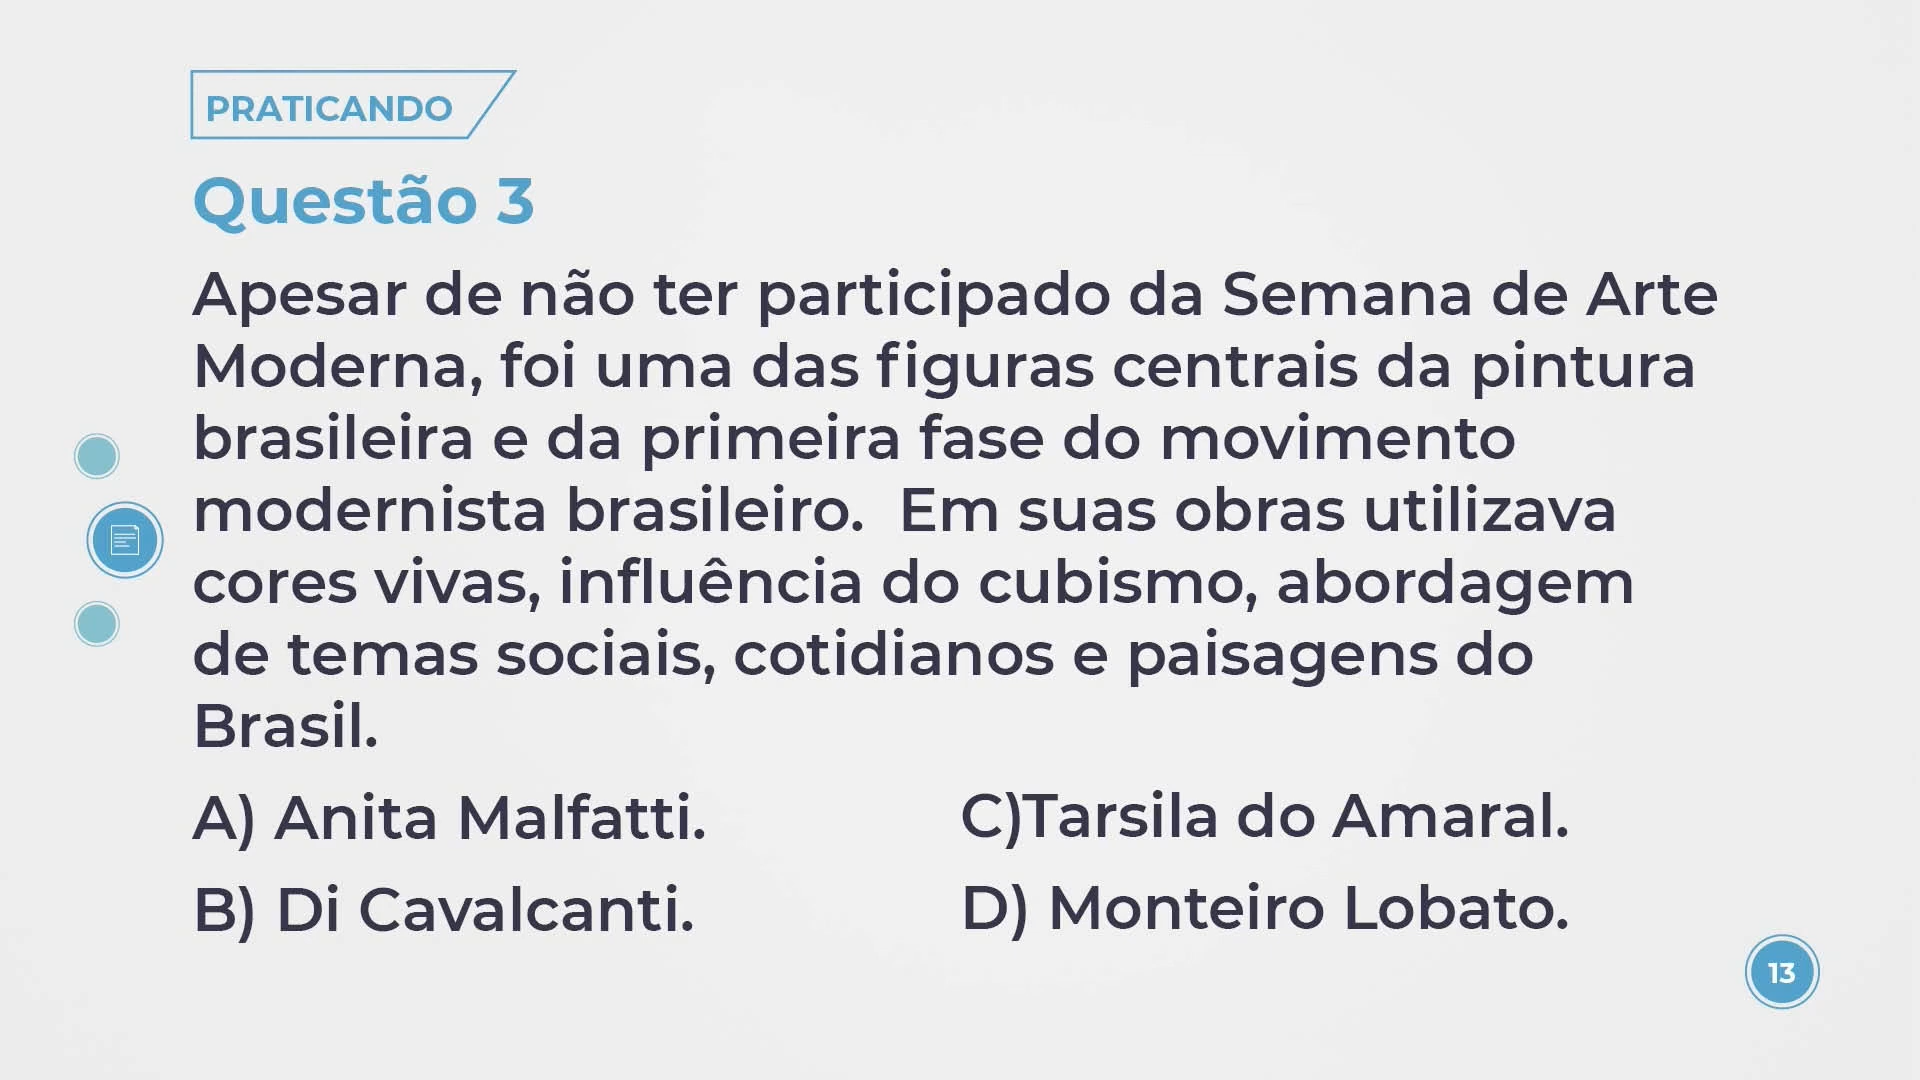 PRATICANDO
Questão 3
Apesar de não ter participado da Semana de Arte
Moderna, foi uma das figuras centrais da pintura
brasileira e da primeira fase do movimento
modernista brasileiro.  Em suas obras utilizava
cores vivas, influência do cubismo, abordagem
de temas sociais, cotidianos e paisagens do
Brasil.
A) Anita Malfatti.
B) Di Cavalcanti.
C)Tarsila do Amaral.
D) Monteiro Lobato.
13